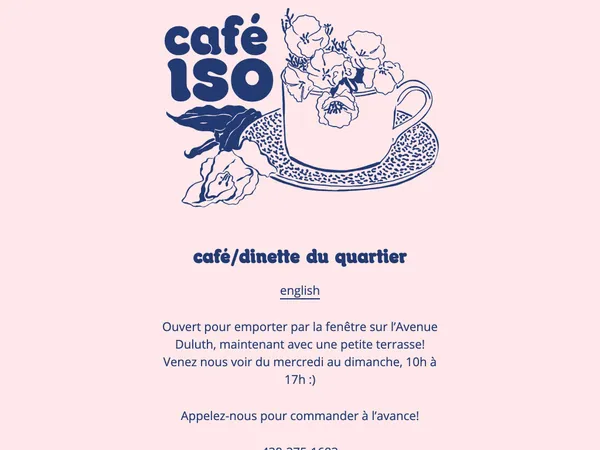 café
ISO
café/dinette du quartier
english
Ouvert pour emporter par la fenêtre sur l’Avenue
Duluth, maintenant avec une petite terrasse!
Venez nous voir du mercredi au dimanche, 10h à
17h :)
Appelez-nous pour commander à l’avance!